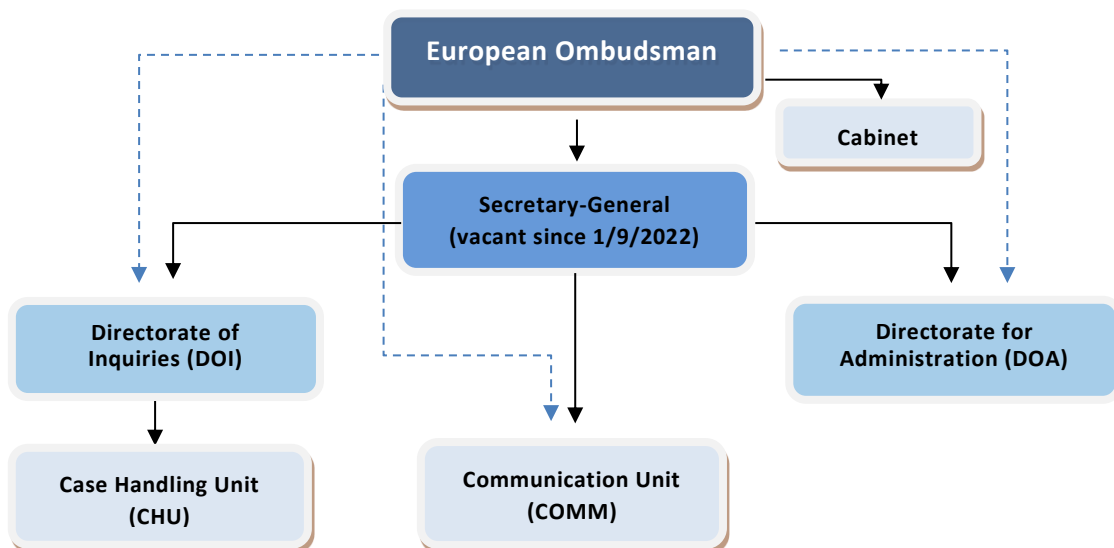 European Ombudsman
Cabinet
Secretary-General
(vacant since 1/9/2022)
Directorate of
Inquiries (DOI)
Directorate for
Administration (DOA)
Case Handling Unit
(CHU)
Communication Unit
(COMM)